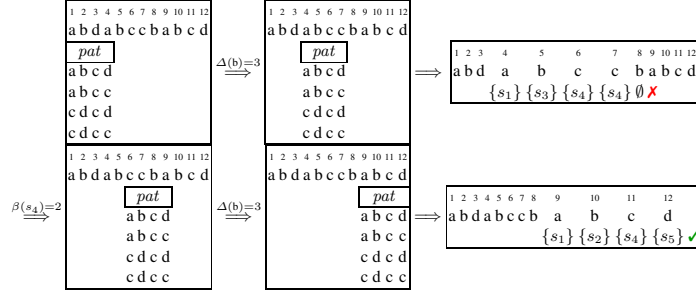 1 2 3 4 5 6 7 8 9 10 11 12
a b d a b c c b a b c d
pat
a b c d
a b c c
c d c d
c d c c
Δ(b)=3
⟹
1 2 3 4 5 6 7 8 9 10 11 12
a b d a b c c b a b c d
pat
a b c d
a b c c
c d c d
c d c c
⟹
1 2 3 4 5 6 7 8 9 10 11 12
a b d a b c c b a b c d
{s₁} {s₃} {s₄} {s₄} ∅ ✗
β(s₄)=2
⟹
1 2 3 4 5 6 7 8 9 10 11 12
a b d a b c c b a b c d
pat
a b c d
a b c c
c d c d
c d c c
Δ(b)=3
⟹
1 2 3 4 5 6 7 8 9 10 11 12
a b d a b c c b a b c d
pat
a b c d
a b c c
c d c d
c d c c
⟹
1 2 3 4 5 6 7 8 9 10 11 12
a b d a b c c b a b c d
{s₁} {s₂} {s₄} {s₅} ✓